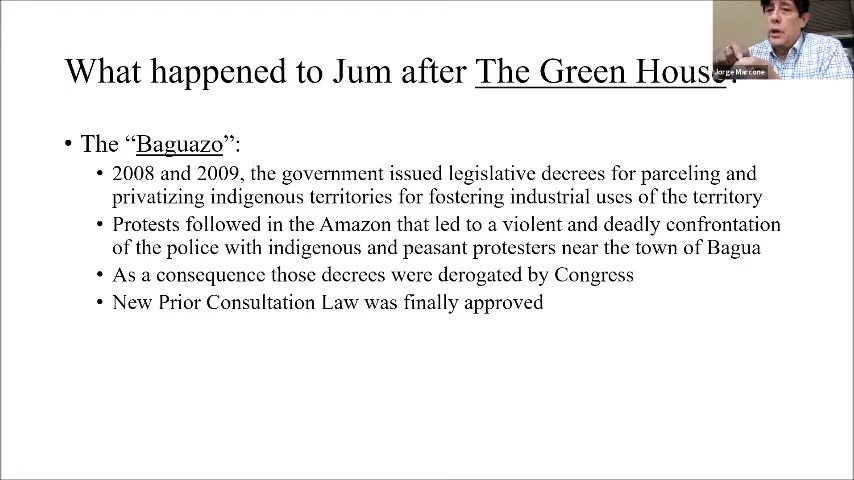 What happened to Jum after The Green House?
Jorge Marcone
• The “Baguazo”:
• 2008 and 2009, the government issued legislative decrees for parceling and
privatizing indigenous territories for fostering industrial uses of the territory
• Protests followed in the Amazon that led to a violent and deadly confrontation
of the police with indigenous and peasant protesters near the town of Bagua
• As a consequence those decrees were derogated by Congress
• New Prior Consultation Law was finally approved